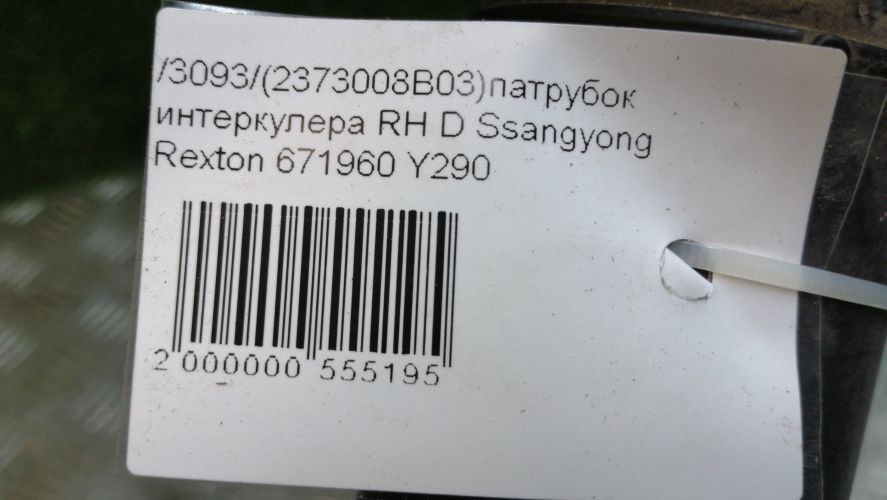 /3093/(2373008B03)патрубок
интеркулера RH D Ssangyong
Rexton 671960 Y290
2 000000 555195